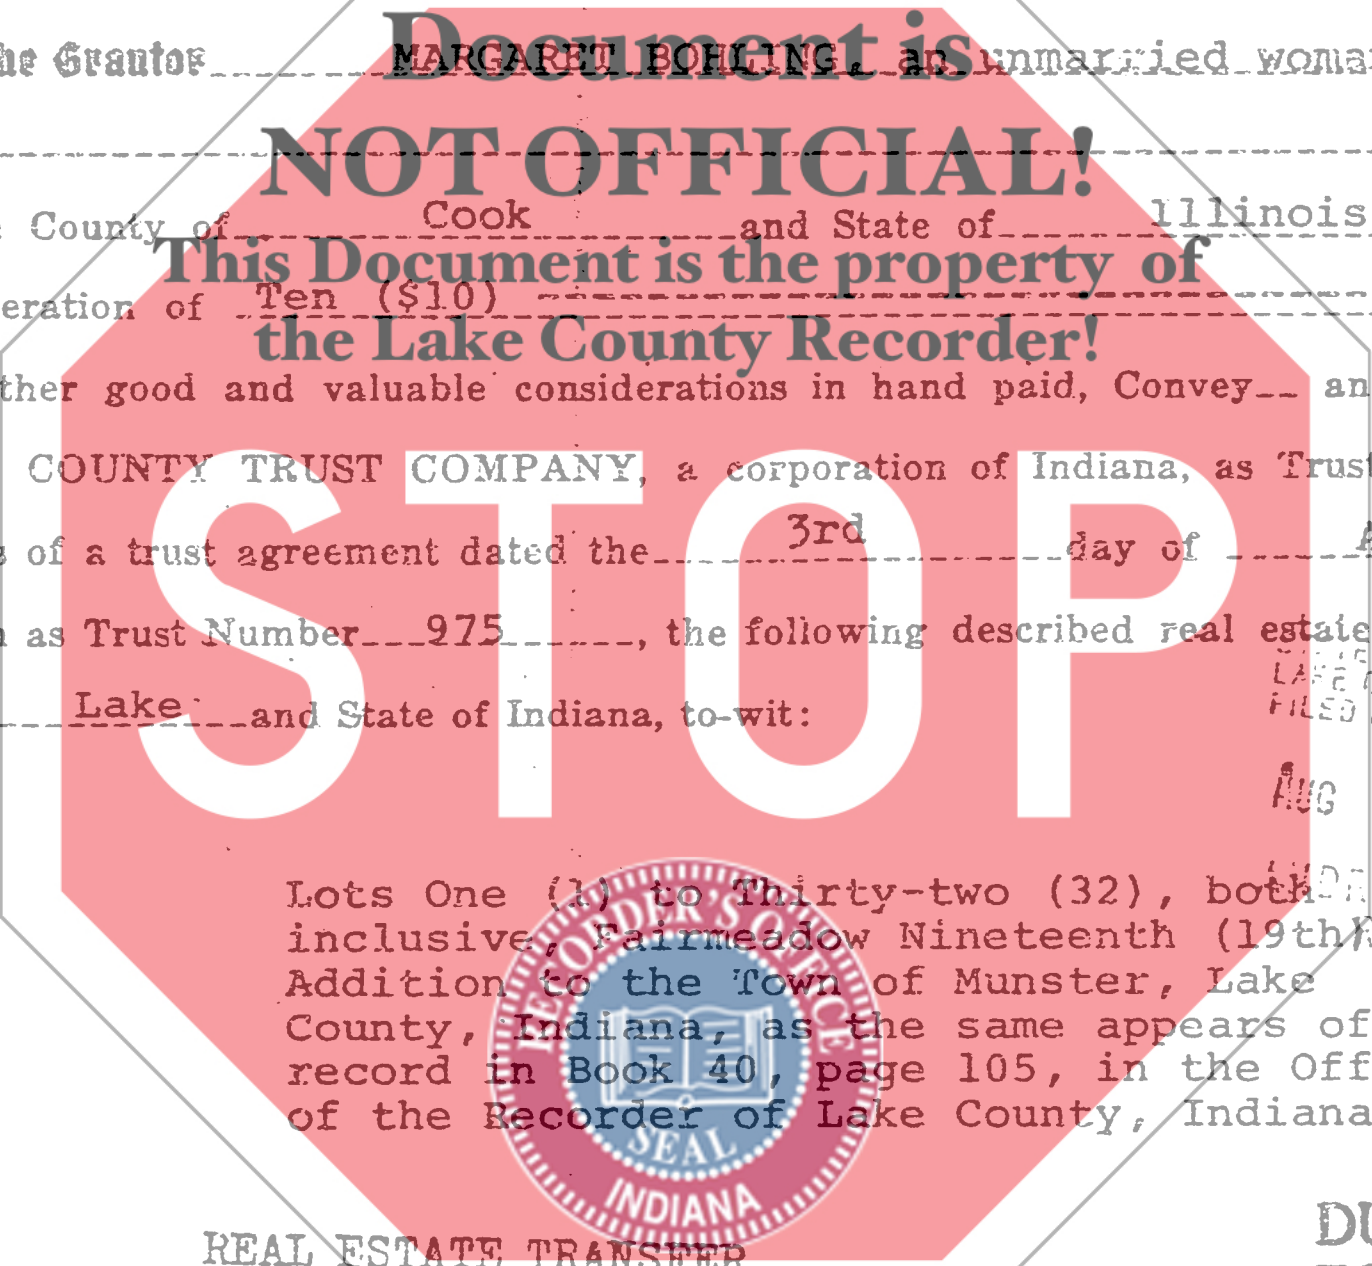 Document is
he Grantor MARGARET BOHLING, an unmarried woma
NOT OFFICIAL!
County of Cook and State of Illinois
This Document is the property of
eration of Ten ($10)
the Lake County Recorder!
ther good and valuable considerations in hand paid, Convey__ an
COUNTY TRUST COMPANY, a corporation of Indiana, as Trust
STOP
s of a trust agreement dated the 3rd day of
n as Trust Number 975, the following described real estate
Lake and State of Indiana, to-wit:
FILED
AUG
Lots One (1) to Thirty-two (32), both
inclusive, Fairmeadow Nineteenth (19th)
Addition to the Town of Munster, Lake
County, Indiana, as the same appears of
record in Book 40, page 105, in the Off
of the Recorder of Lake County, Indiana
RECORDER'S OFFICE
SEAL
INDIANA
DU
REAL ESTATE TRANSFER